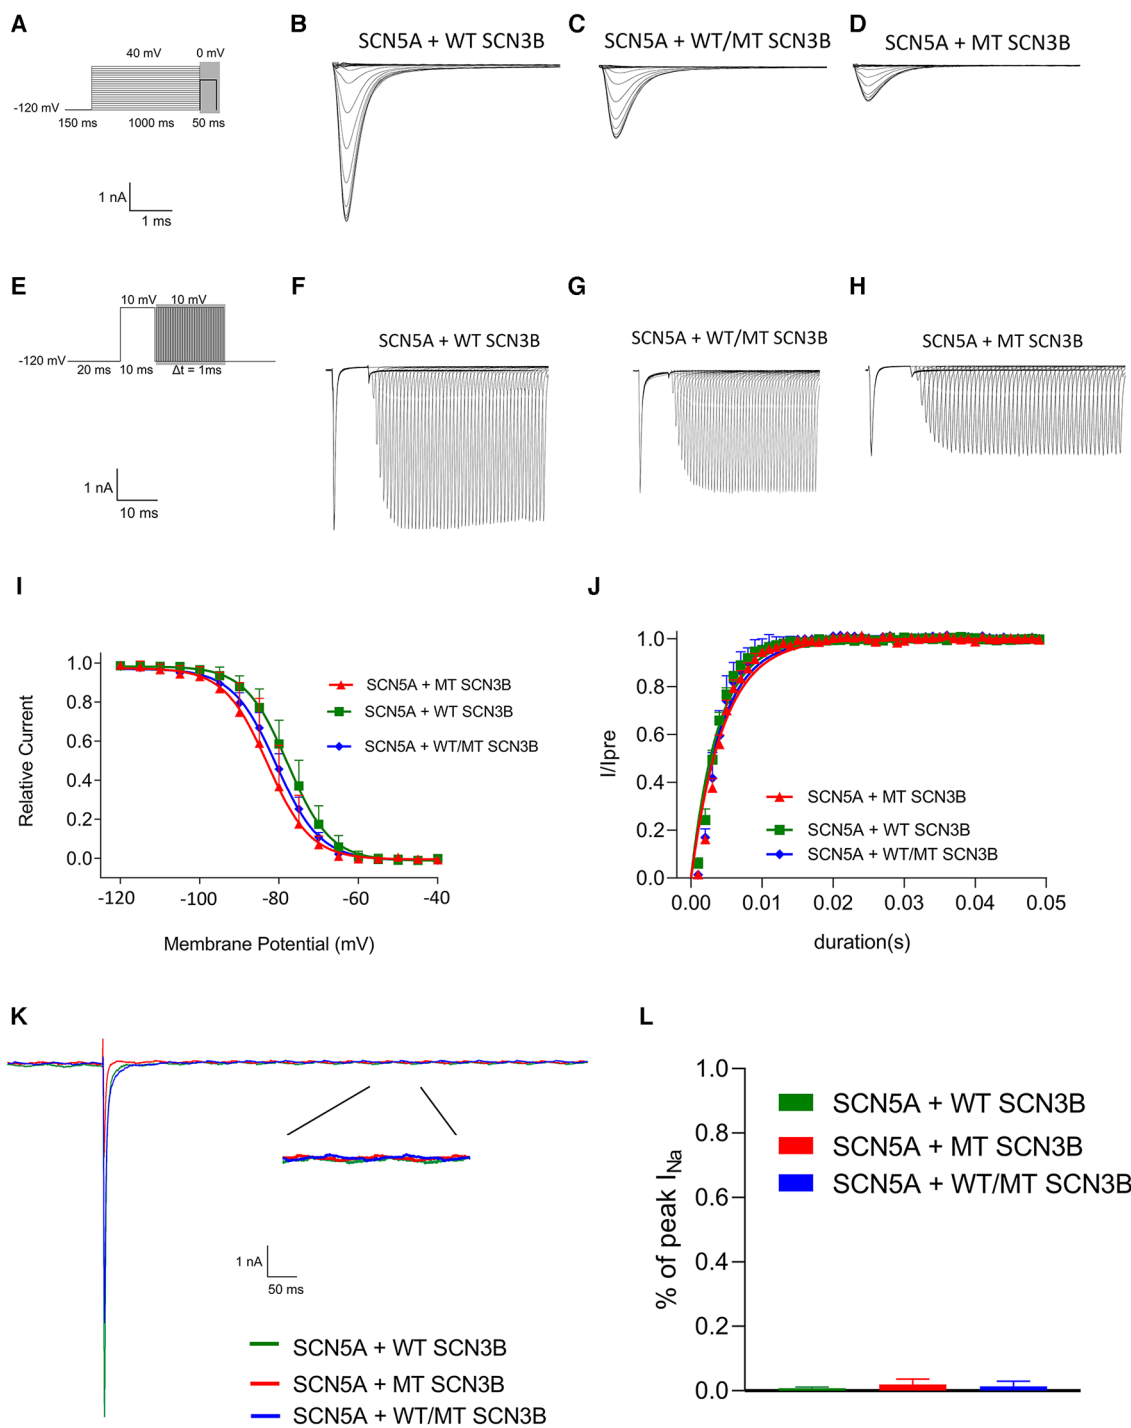 A
40 mV
0 mV
-120 mV
150 ms
1000 ms
50 ms
1 nA
1 ms
B
SCN5A + WT SCN3B
C
SCN5A + WT/MT SCN3B
D
SCN5A + MT SCN3B
E
10 mV
10 mV
-120 mV
20 ms
10 ms
Δt = 1ms
1 nA
10 ms
F
SCN5A + WT SCN3B
G
SCN5A + WT/MT SCN3B
H
SCN5A + MT SCN3B
I
Relative Current
1.0
0.8
0.6
0.4
0.2
0.0
-120
-100
-80
-60
-40
Membrane Potential (mV)
SCN5A + MT SCN3B
SCN5A + WT SCN3B
SCN5A + WT/MT SCN3B
J
I/Ipre
1.0
0.8
0.6
0.4
0.2
0.0
0.00
0.01
0.02
0.03
0.04
0.05
duration(s)
SCN5A + MT SCN3B
SCN5A + WT SCN3B
SCN5A + WT/MT SCN3B
K
1 nA
50 ms
SCN5A + WT SCN3B
SCN5A + MT SCN3B
SCN5A + WT/MT SCN3B
L
% of peak INa
1.0
0.8
0.6
0.4
0.2
0.0
SCN5A + WT SCN3B
SCN5A + MT SCN3B
SCN5A + WT/MT SCN3B